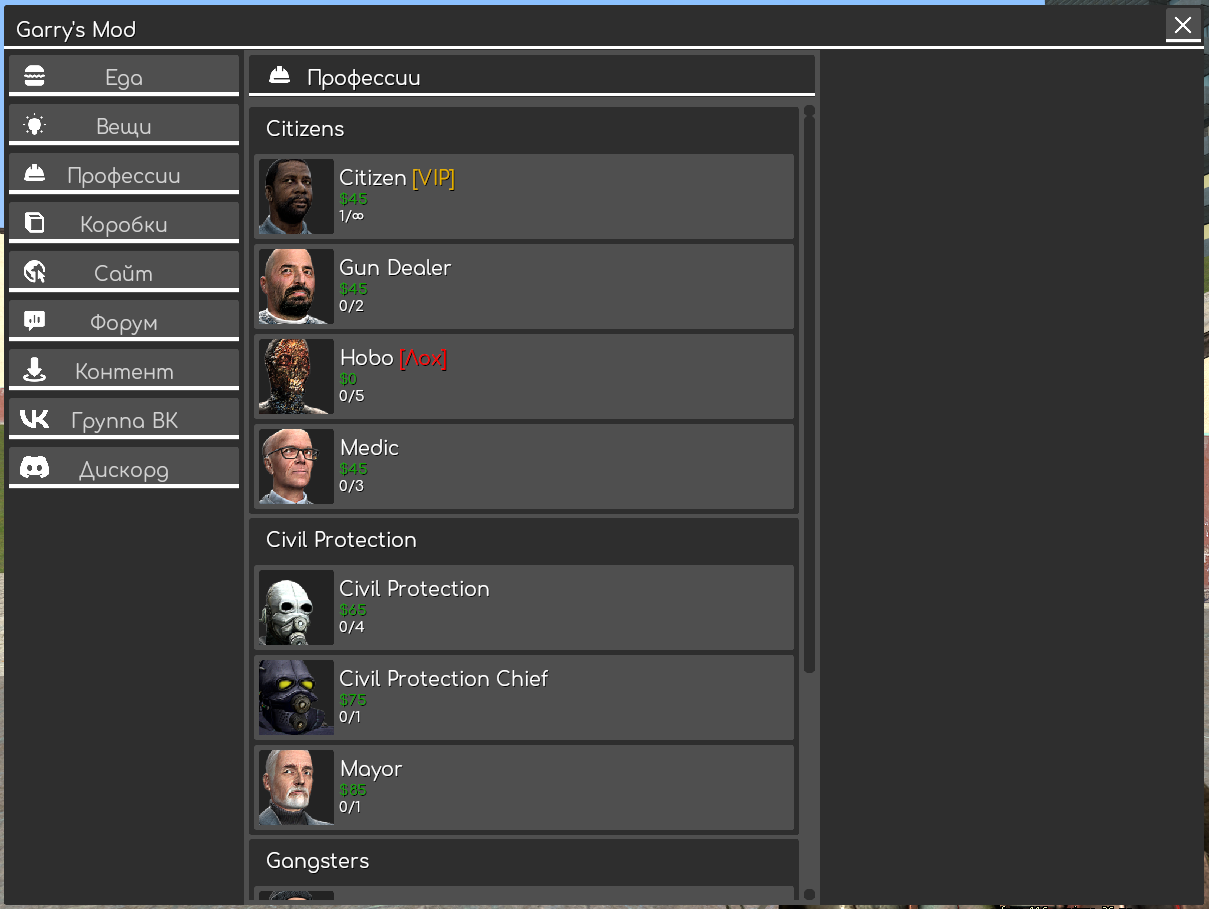 Garry's Mod
Еда
Вещи
Профессии
Коробки
Сайт
Форум
Контент
Группа ВК
Дискорд
Профессии
Citizens
Citizen [VIP]
$45
1/∞
Gun Dealer
$45
0/2
Hobo [Лох]
$0
0/5
Medic
$45
0/3
Civil Protection
Civil Protection
$65
0/4
Civil Protection Chief
$75
0/1
Mayor
$85
0/1
Gangsters